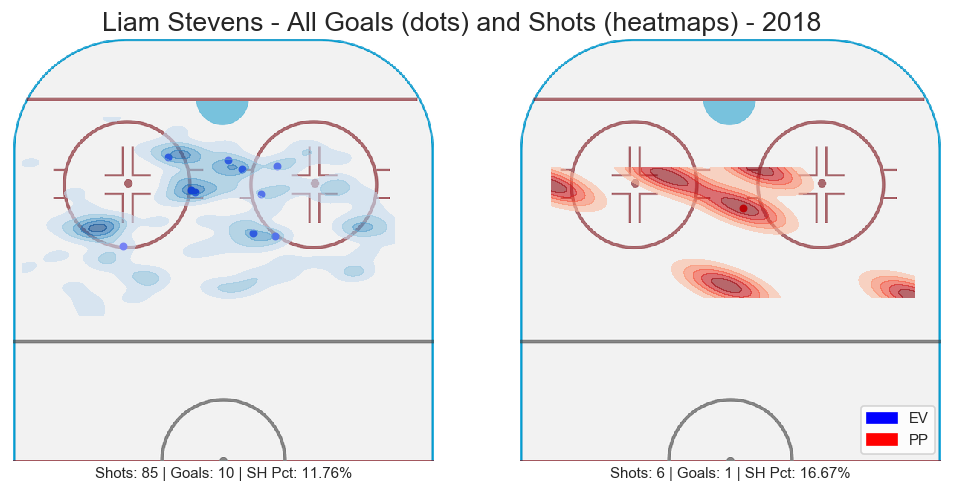 Liam Stevens - All Goals (dots) and Shots (heatmaps) - 2018
EV
PP
Shots: 85 | Goals: 10 | SH Pct: 11.76%
Shots: 6 | Goals: 1 | SH Pct: 16.67%